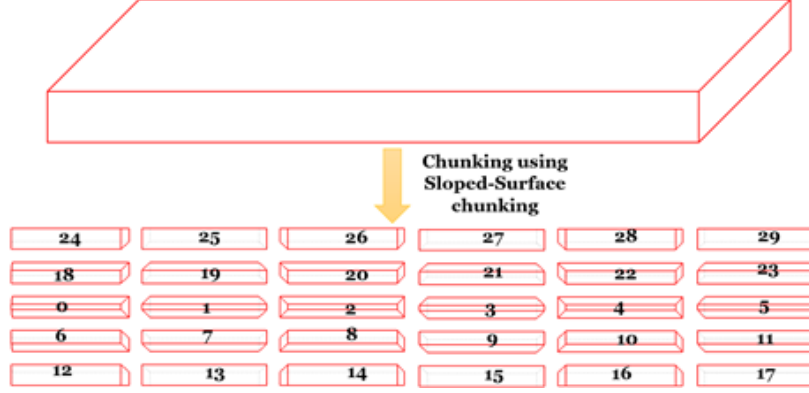 Chunking using
Sloped-Surface
chunking
24 25 26 27 28 29
18 19 20 21 22 23
0 1 2 3 4 5
6 7 8 9 10 11
12 13 14 15 16 17